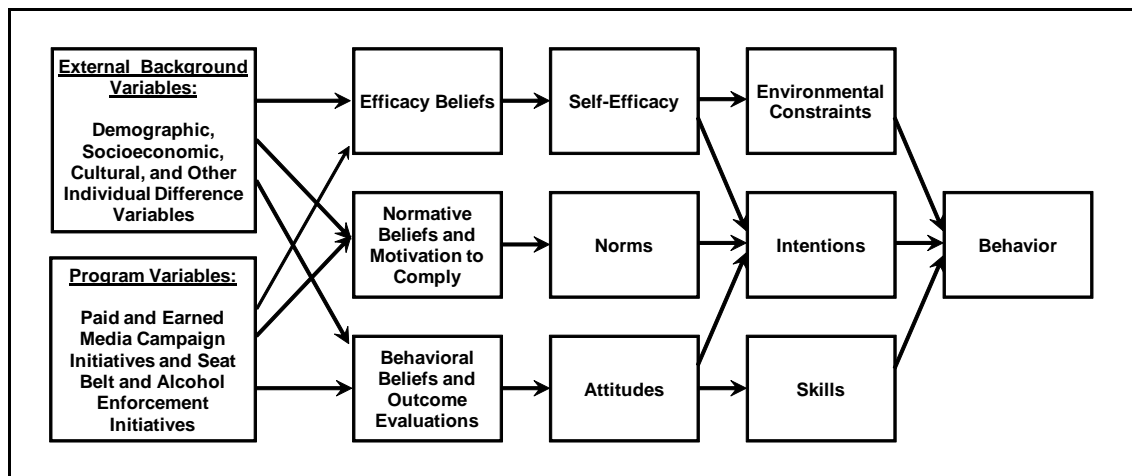 External Background
Variables:
Demographic,
Socioeconomic,
Cultural, and Other
Individual Difference
Variables
Program Variables:
Paid and Earned
Media Campaign
Initiatives and Seat
Belt and Alcohol
Enforcement
Initiatives
Efficacy Beliefs
Normative
Beliefs and
Motivation to
Comply
Behavioral
Beliefs and
Outcome
Evaluations
Self-Efficacy
Norms
Attitudes
Environmental
Constraints
Intentions
Skills
Behavior